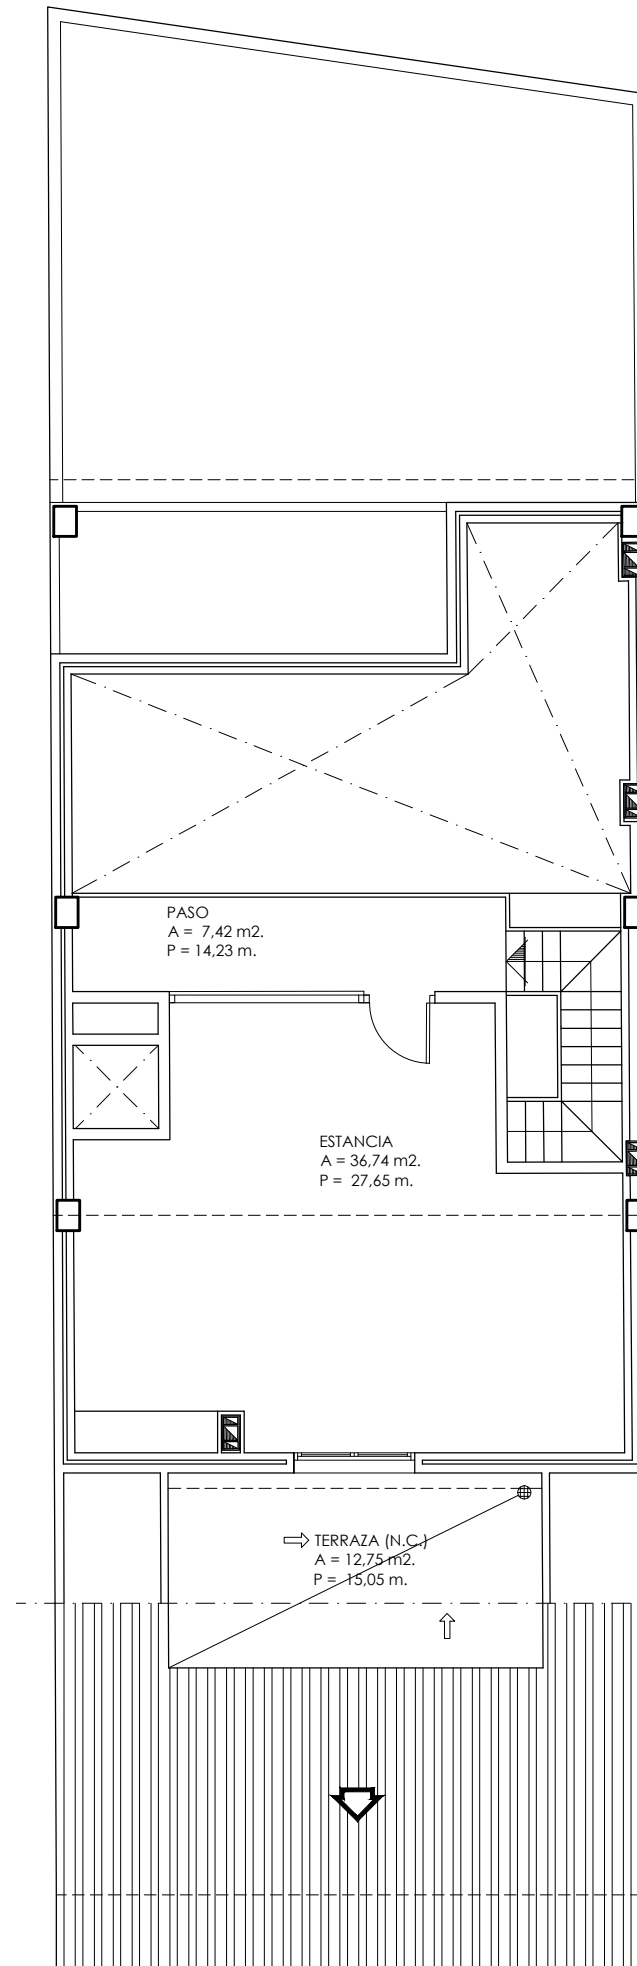 PASO
A = 7,42 m2.
P = 14,23 m.
ESTANCIA
A = 36,74 m2.
P = 27,65 m.
TERRAZA (N.C.)
A = 12,75 m2.
P = 15,05 m.